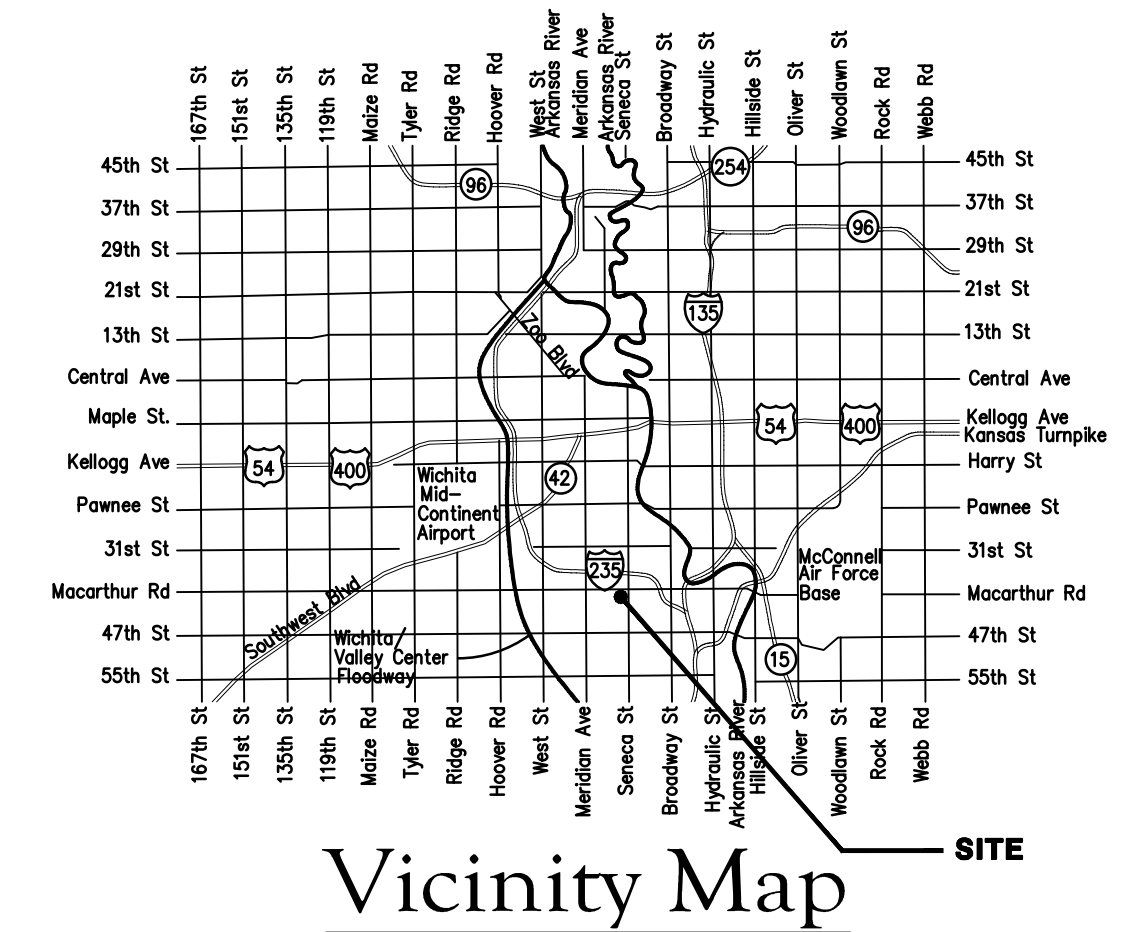 167th St
151st St
135th St
119th St
Maize Rd
Tyler Rd
Ridge Rd
Hoover Rd
West St
Arkansas River
Meridian Ave
Arkansas River
Seneca St
Broadway St
Hydraulic St
Hillside St
Oliver St
Woodlawn St
Rock Rd
Webb Rd
45th St
37th St
29th St
21st St
13th St
Central Ave
Maple St.
Kellogg Ave
Pawnee St
31st St
Macarthur Rd
47th St
55th St
45th St
37th St
29th St
21st St
13th St
Central Ave
Kellogg Ave
Kansas Turnpike
Harry St
Pawnee St
31st St
Macarthur Rd
47th St
55th St
96
254
96
135
Zoo Blvd
54
400
54
400
42
Wichita
Mid-
Continent
Airport
235
McConnell
Air Force
Base
Southwest Blvd
Wichita/
Valley Center
Floodway
15
167th St
151st St
135th St
119th St
Maize Rd
Tyler Rd
Ridge Rd
Hoover Rd
West St
Meridian Ave
Seneca St
Broadway St
Hydraulic St
Arkansas River
Hillside St
Oliver St
Woodlawn St
Rock Rd
Webb Rd
SITE
Vicinity Map